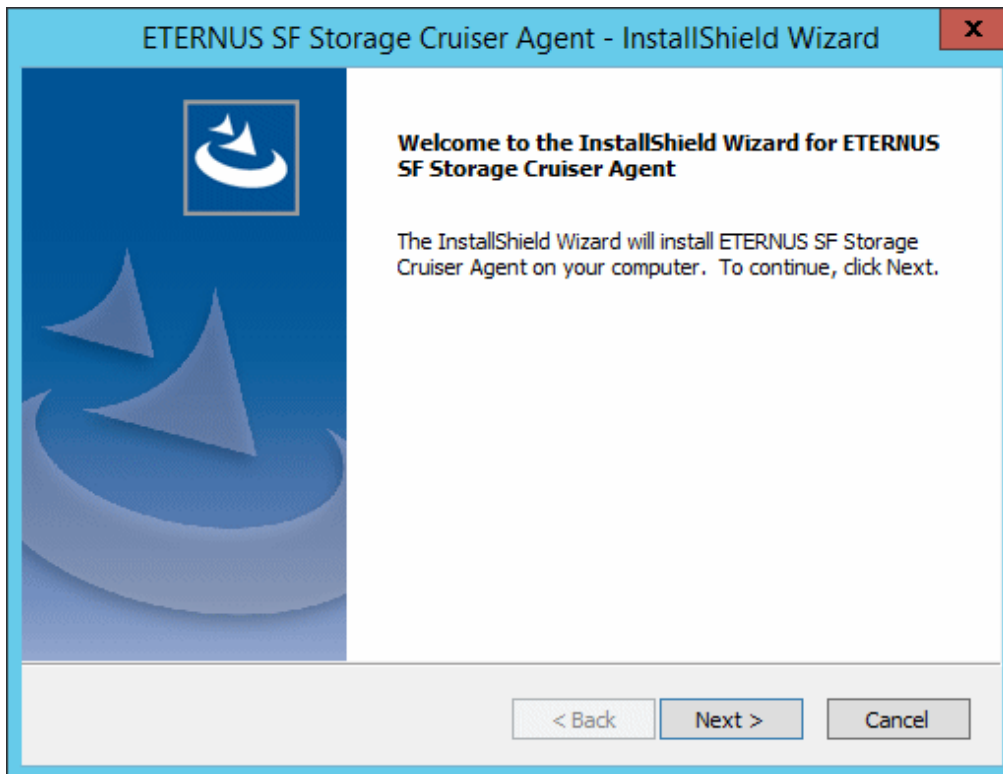 ETERNUS SF Storage Cruiser Agent - InstallShield Wizard
x
Welcome to the InstallShield Wizard for ETERNUS
SF Storage Cruiser Agent
The InstallShield Wizard will install ETERNUS SF Storage
Cruiser Agent on your computer.  To continue, click Next.
< Back  Next >  Cancel